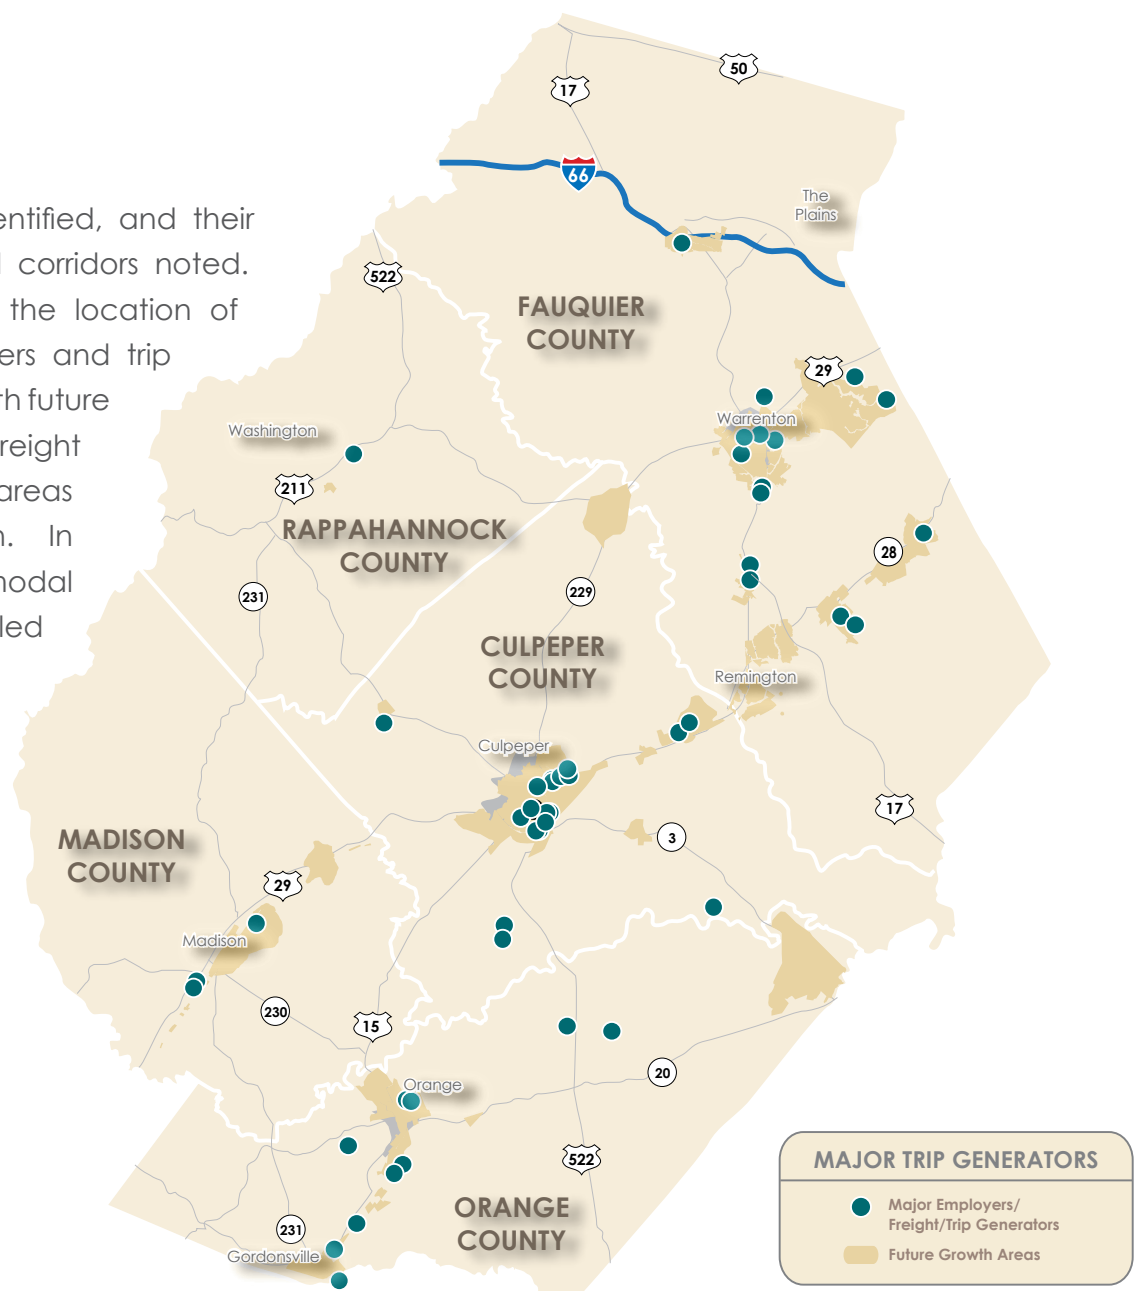 50
17
66
The
Plains
entified, and their
corridors noted.
the location of
ers and trip
th future
reight
areas
In
nodal
led
522
FAUQUIER
COUNTY
29
Warrenton
Washington
211
RAPPAHANNOCK
COUNTY
28
231
229
CULPEPER
COUNTY
Remington
Culpeper
17
3
MADISON
COUNTY
29
Madison
230
15
20
Orange
522
ORANGE
COUNTY
231
Gordonsville
MAJOR TRIP GENERATORS
Major Employers/
Freight/Trip Generators
Future Growth Areas